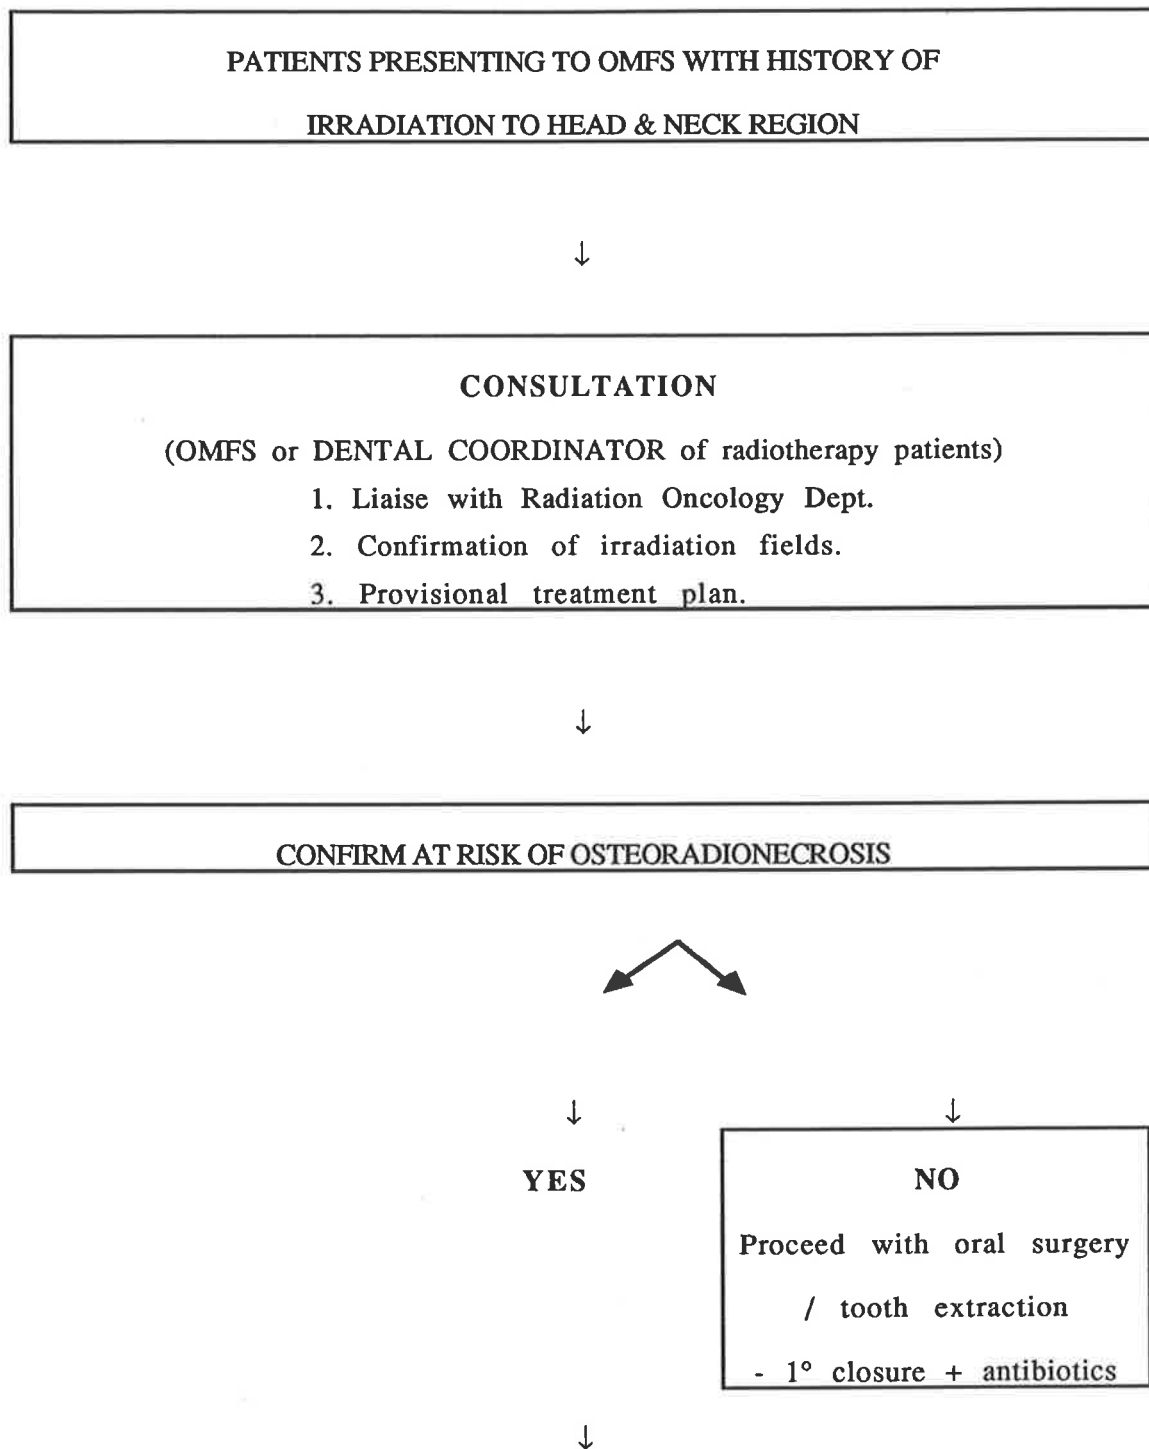 PATIENTS PRESENTING TO OMFS WITH HISTORY OF
IRRADIATION TO HEAD & NECK REGION
↓
CONSULTATION
(OMFS or DENTAL COORDINATOR of radiotherapy patients)
1. Liaise with Radiation Oncology Dept.
2. Confirmation of irradiation fields.
3. Provisional treatment plan.
↓
CONFIRM AT RISK OF OSTEORADIONECROSIS
↓ ↓
YES
NO
Proceed with oral surgery
/ tooth extraction
- 1° closure + antibiotics
↓